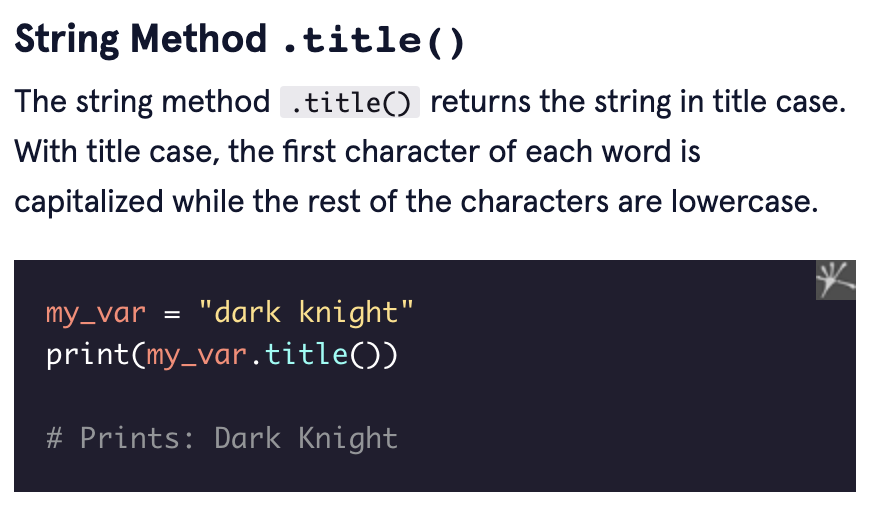 String Method .title()
The string method .title() returns the string in title case.
With title case, the first character of each word is
capitalized while the rest of the characters are lowercase.
my_var = "dark knight"
print(my_var.title())
# Prints: Dark Knight